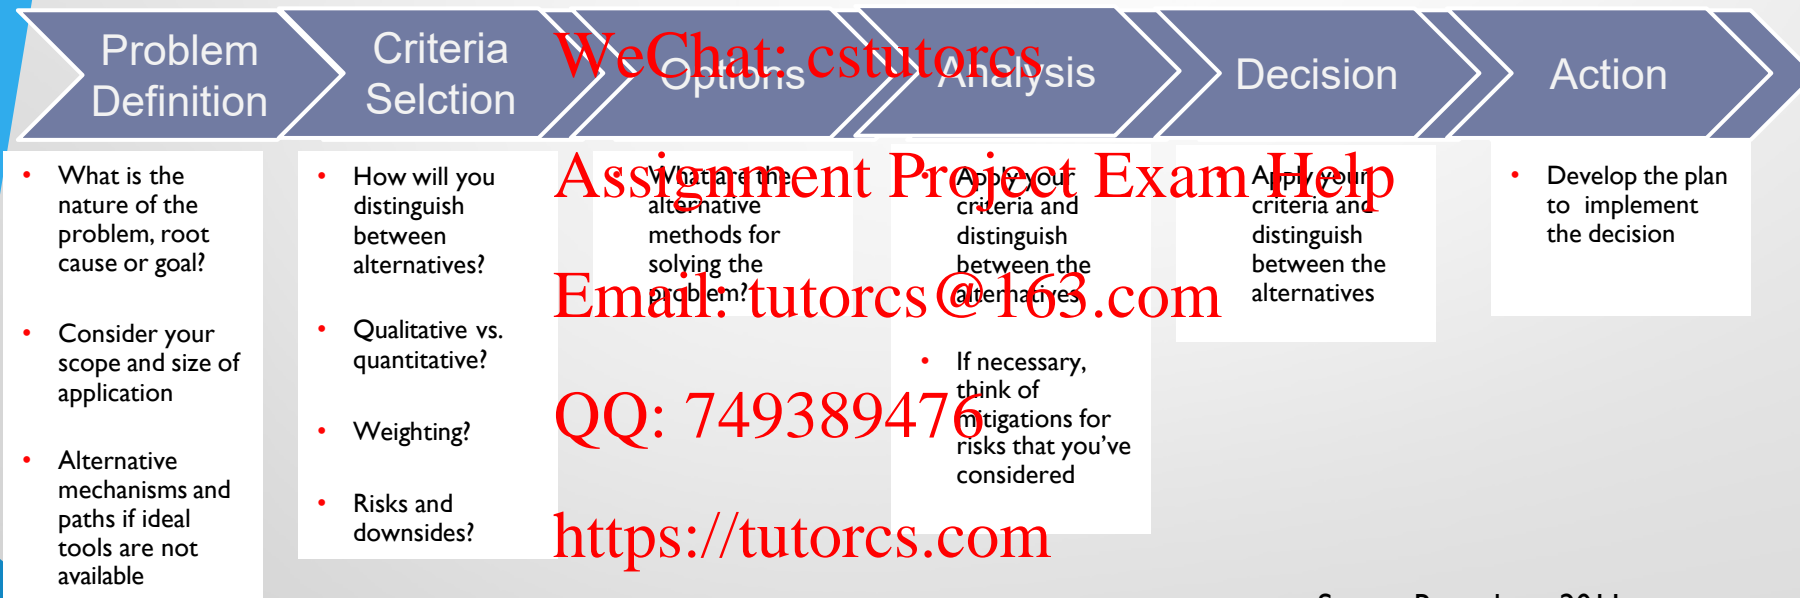 Problem
Definition
Criteria
Selction
Options
Analysis
Decision
Action
WeChat: cstutorcs
• What is the
nature of the
problem, root
cause or goal?
• Consider your
scope and size of
application
• Alternative
mechanisms and
paths if ideal
tools are not
available
• How will you
distinguish
between
alternatives?
• Qualitative vs.
quantitative?
• Weighting?
• Risks and
downsides?
• What are the
alternative
methods for
solving the
problem?
• Apply your
criteria and
distinguish
between the
alternatives
• If necessary,
think of
mitigations for
risks that you've
considered
• Apply your
criteria and
distinguish
between the
alternatives
• Develop the plan
to implement
the decision
Assignment Project Exam Help
Email: tutorcs@163.com
QQ: 749389476
https://tutorcs.com